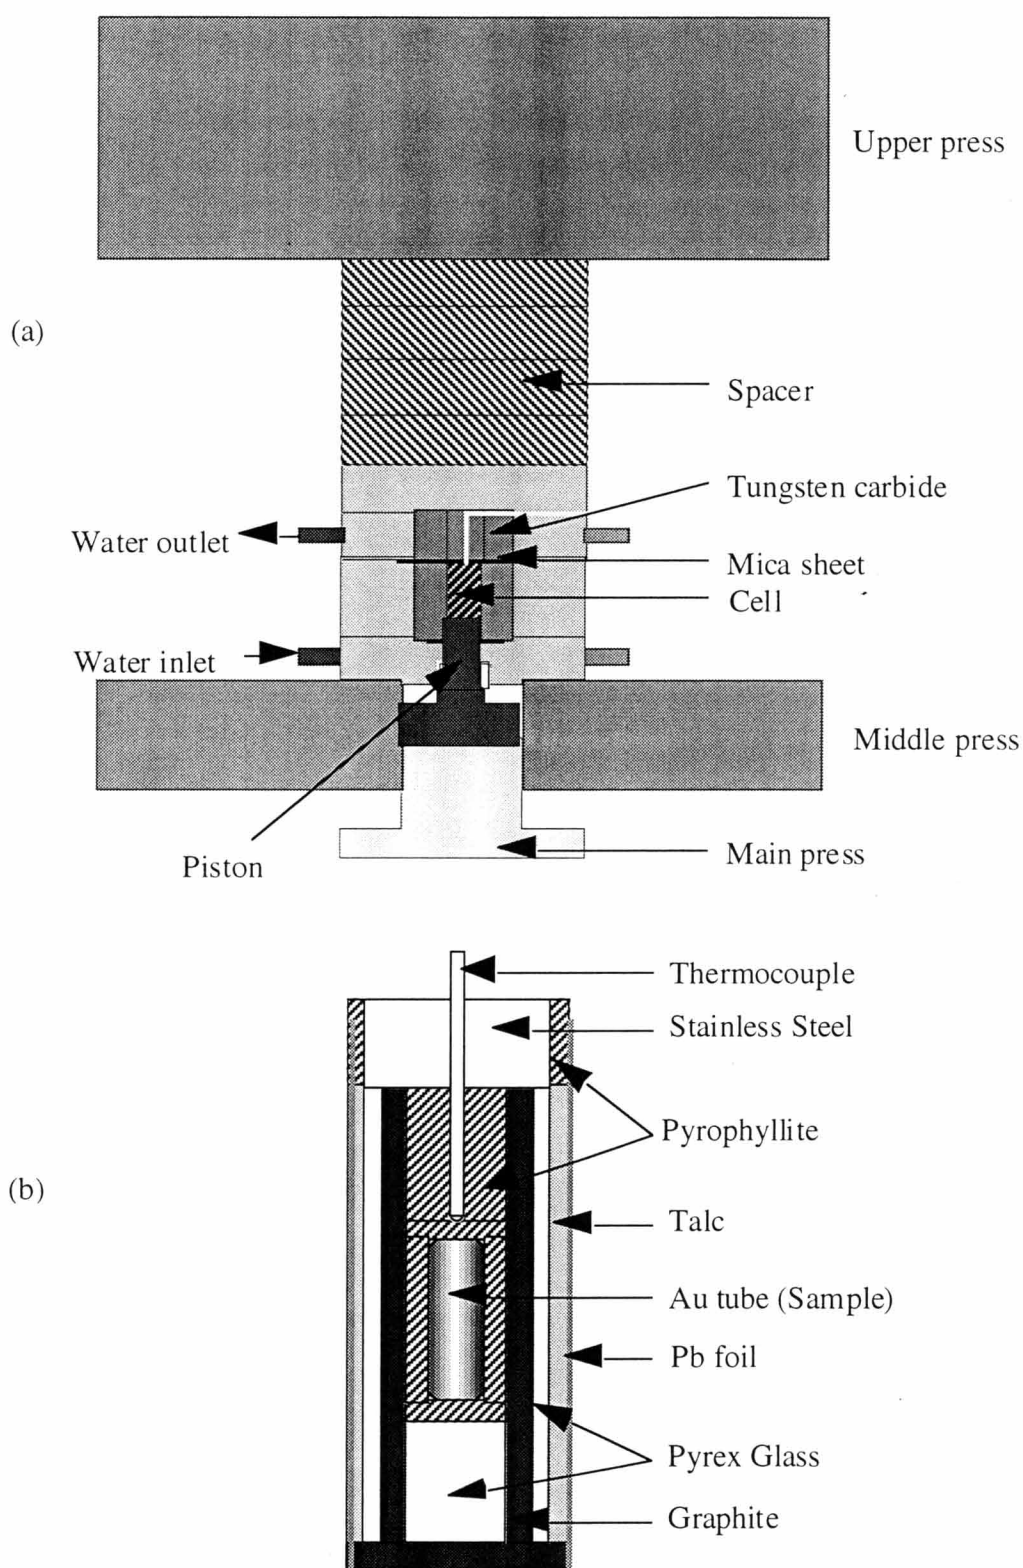 Upper press
(a)
Spacer
Tungsten carbide
Water outlet
Mica sheet
Cell
Water inlet
Middle press
Main press
Piston
Thermocouple
Stainless Steel
Pyrophyllite
(b)
Talc
Au tube (Sample)
Pb foil
Pyrex Glass
Graphite